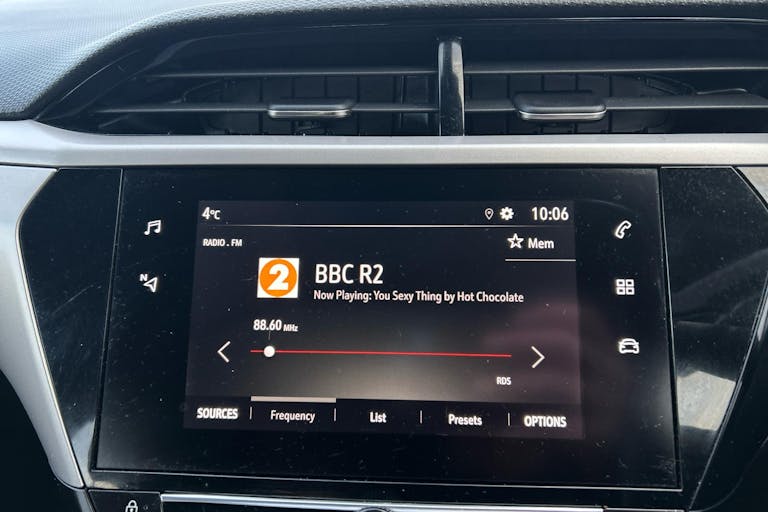 4°C
10:06
RADIO . FM
Mem
2
BBC R2
Now Playing: You Sexy Thing by Hot Chocolate
88.60 MHz
RDS
SOURCES
Frequency
List
Presets
OPTIONS
N